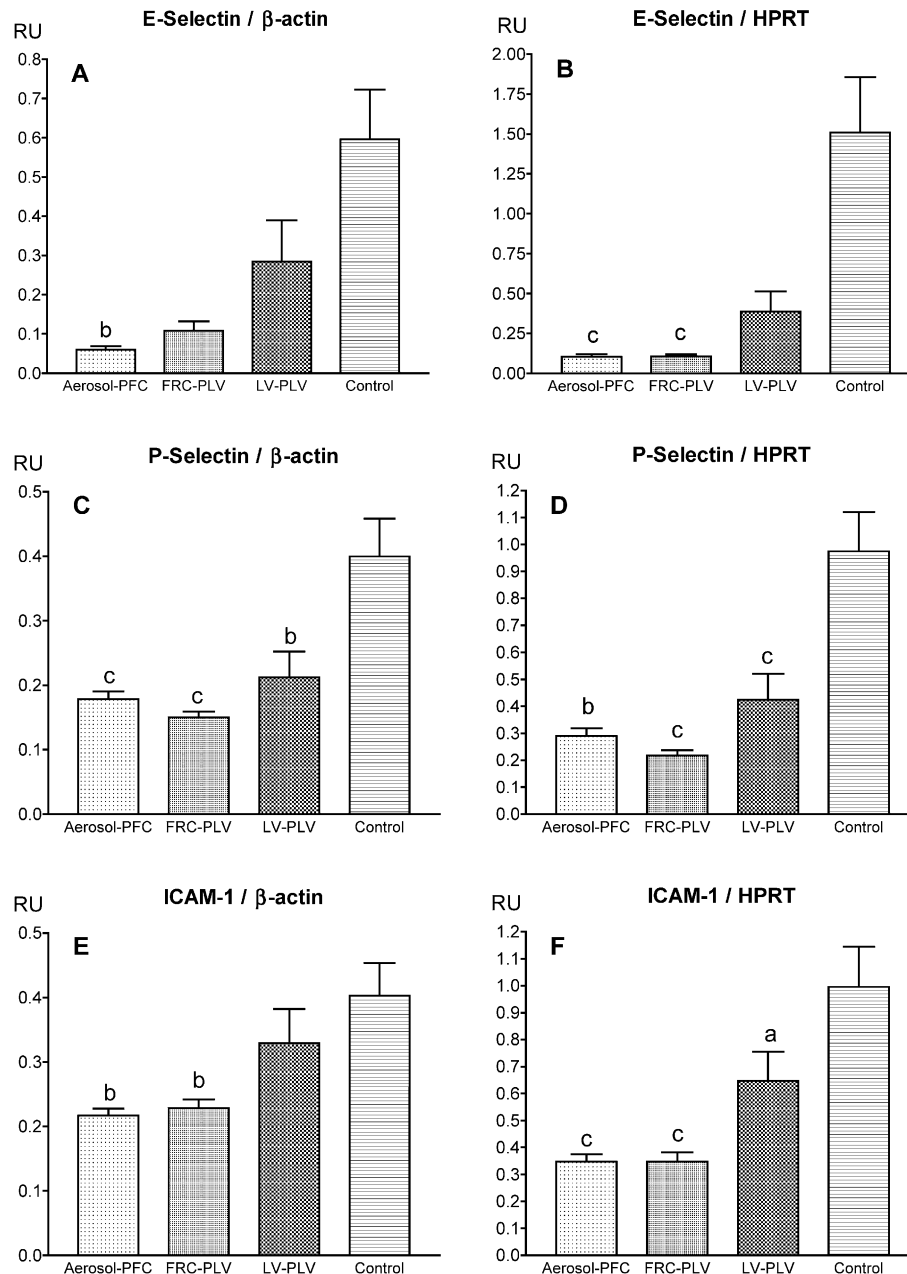 E-Selectin / β-actin
RU
A
0.8
0.7
0.6
0.5
0.4
0.3
0.2
0.1
0.0
b
Aerosol-PFC FRC-PLV LV-PLV Control
E-Selectin / HPRT
RU
B
2.00
1.75
1.50
1.25
1.00
0.75
0.50
0.25
0.00
c c
Aerosol-PFC FRC-PLV LV-PLV Control
P-Selectin / β-actin
RU
C
0.5
0.4
0.3
0.2
0.1
0.0
c c b
Aerosol-PFC FRC-PLV LV-PLV Control
P-Selectin / HPRT
RU
D
1.2
1.1
1.0
0.9
0.8
0.7
0.6
0.5
0.4
0.3
0.2
0.1
0.0
b c c
Aerosol-PFC FRC-PLV LV-PLV Control
ICAM-1 / β-actin
RU
E
0.5
0.4
0.3
0.2
0.1
0.0
b b
Aerosol-PFC FRC-PLV LV-PLV Control
ICAM-1 / HPRT
RU
F
1.2
1.1
1.0
0.9
0.8
0.7
0.6
0.5
0.4
0.3
0.2
0.1
0.0
c c a
Aerosol-PFC FRC-PLV LV-PLV Control